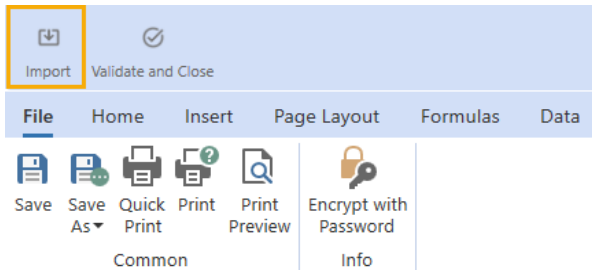 Import Validate and Close
File Home Insert Page Layout Formulas Data
Save Save Quick Print Print Encrypt with
As Print Preview Password
Common Info